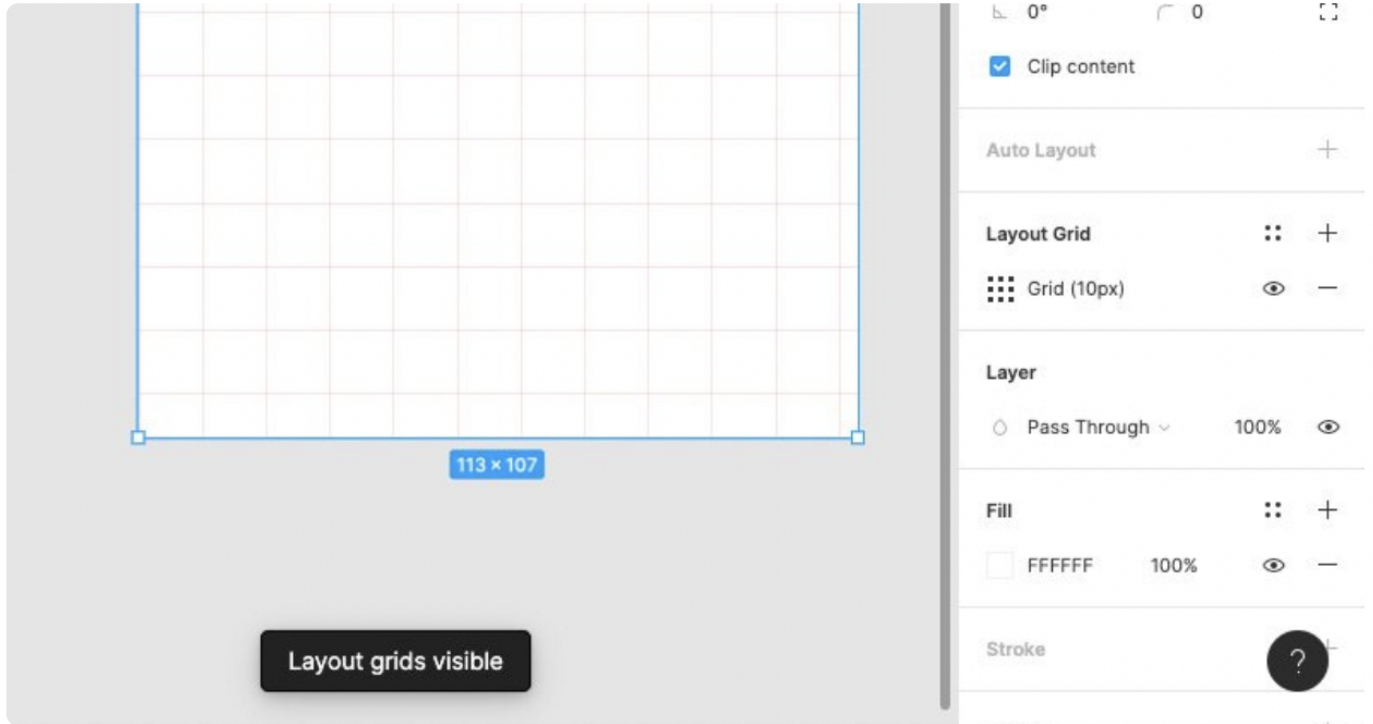 0°
0
Clip content
Auto Layout
Layout Grid
Grid (10px)
Layer
Pass Through
100%
Fill
FFFFFF
100%
Stroke
?
113 × 107
Layout grids visible